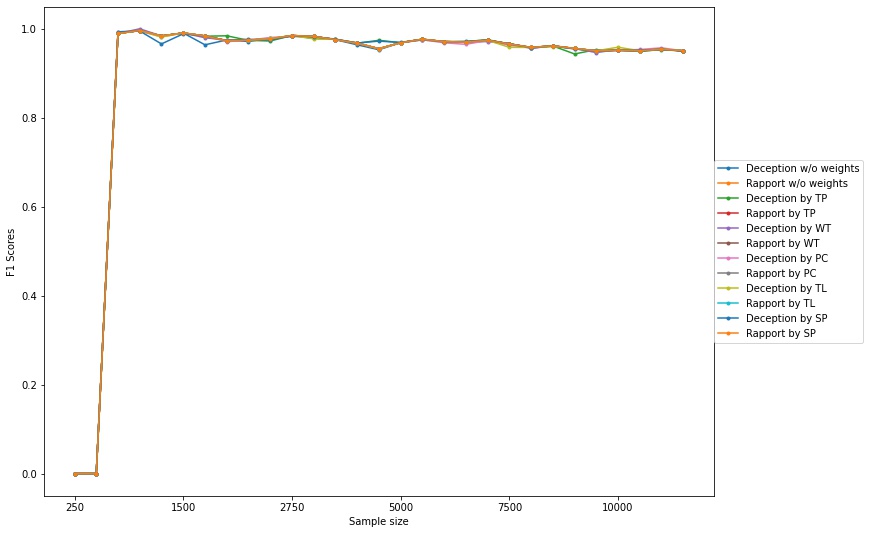 1.0
0.8
0.6
0.4
0.2
0.0
F1 Scores
250
1500
2750
5000
7500
10000
Sample size
Deception w/o weights
Rapport w/o weights
Deception by TP
Rapport by TP
Deception by WT
Rapport by WT
Deception by PC
Rapport by PC
Deception by TL
Rapport by TL
Deception by SP
Rapport by SP